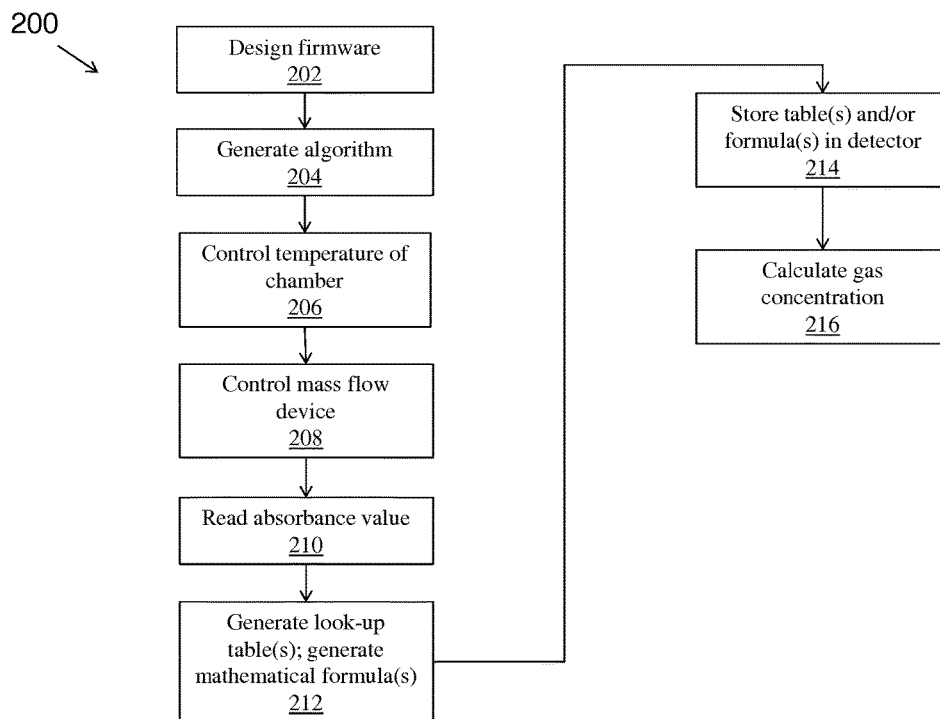 200
Design firmware
202
Generate algorithm
204
Control temperature of
chamber
206
Control mass flow
device
208
Read absorbance value
210
Generate look-up
table(s); generate
mathematical formula(s)
212
Store table(s) and/or
formula(s) in detector
214
Calculate gas
concentration
216